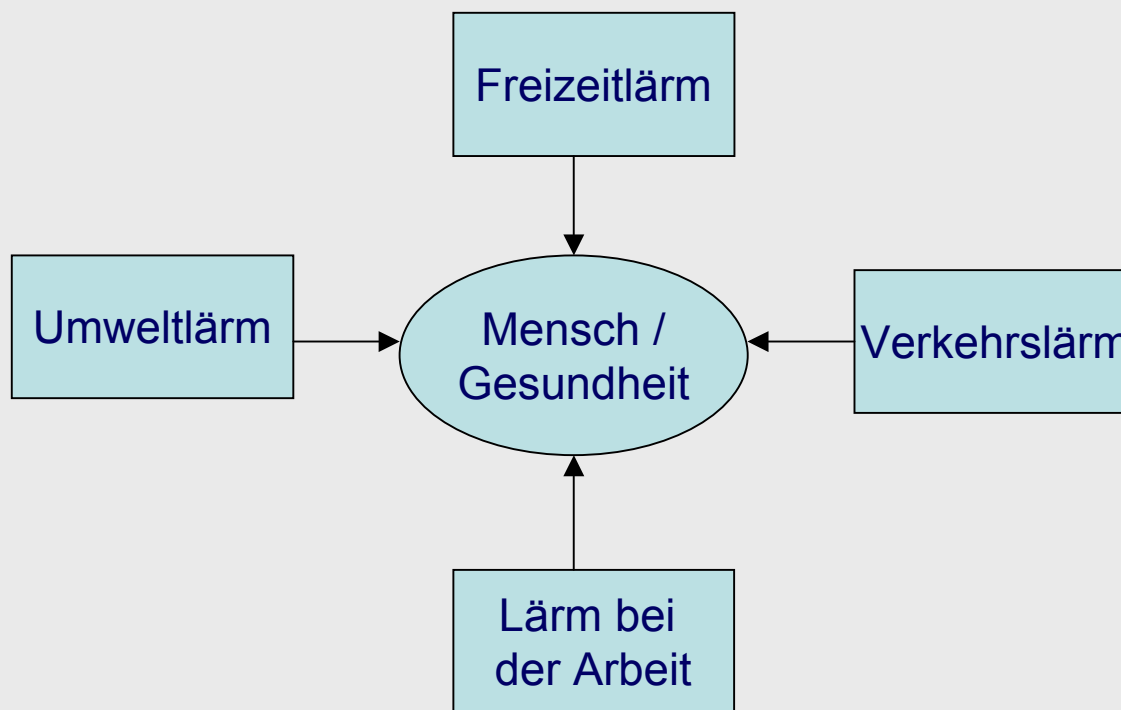 Freizeitlärm
Umweltlärm
Mensch /
Gesundheit
Verkehrslärm
Lärm bei
der Arbeit